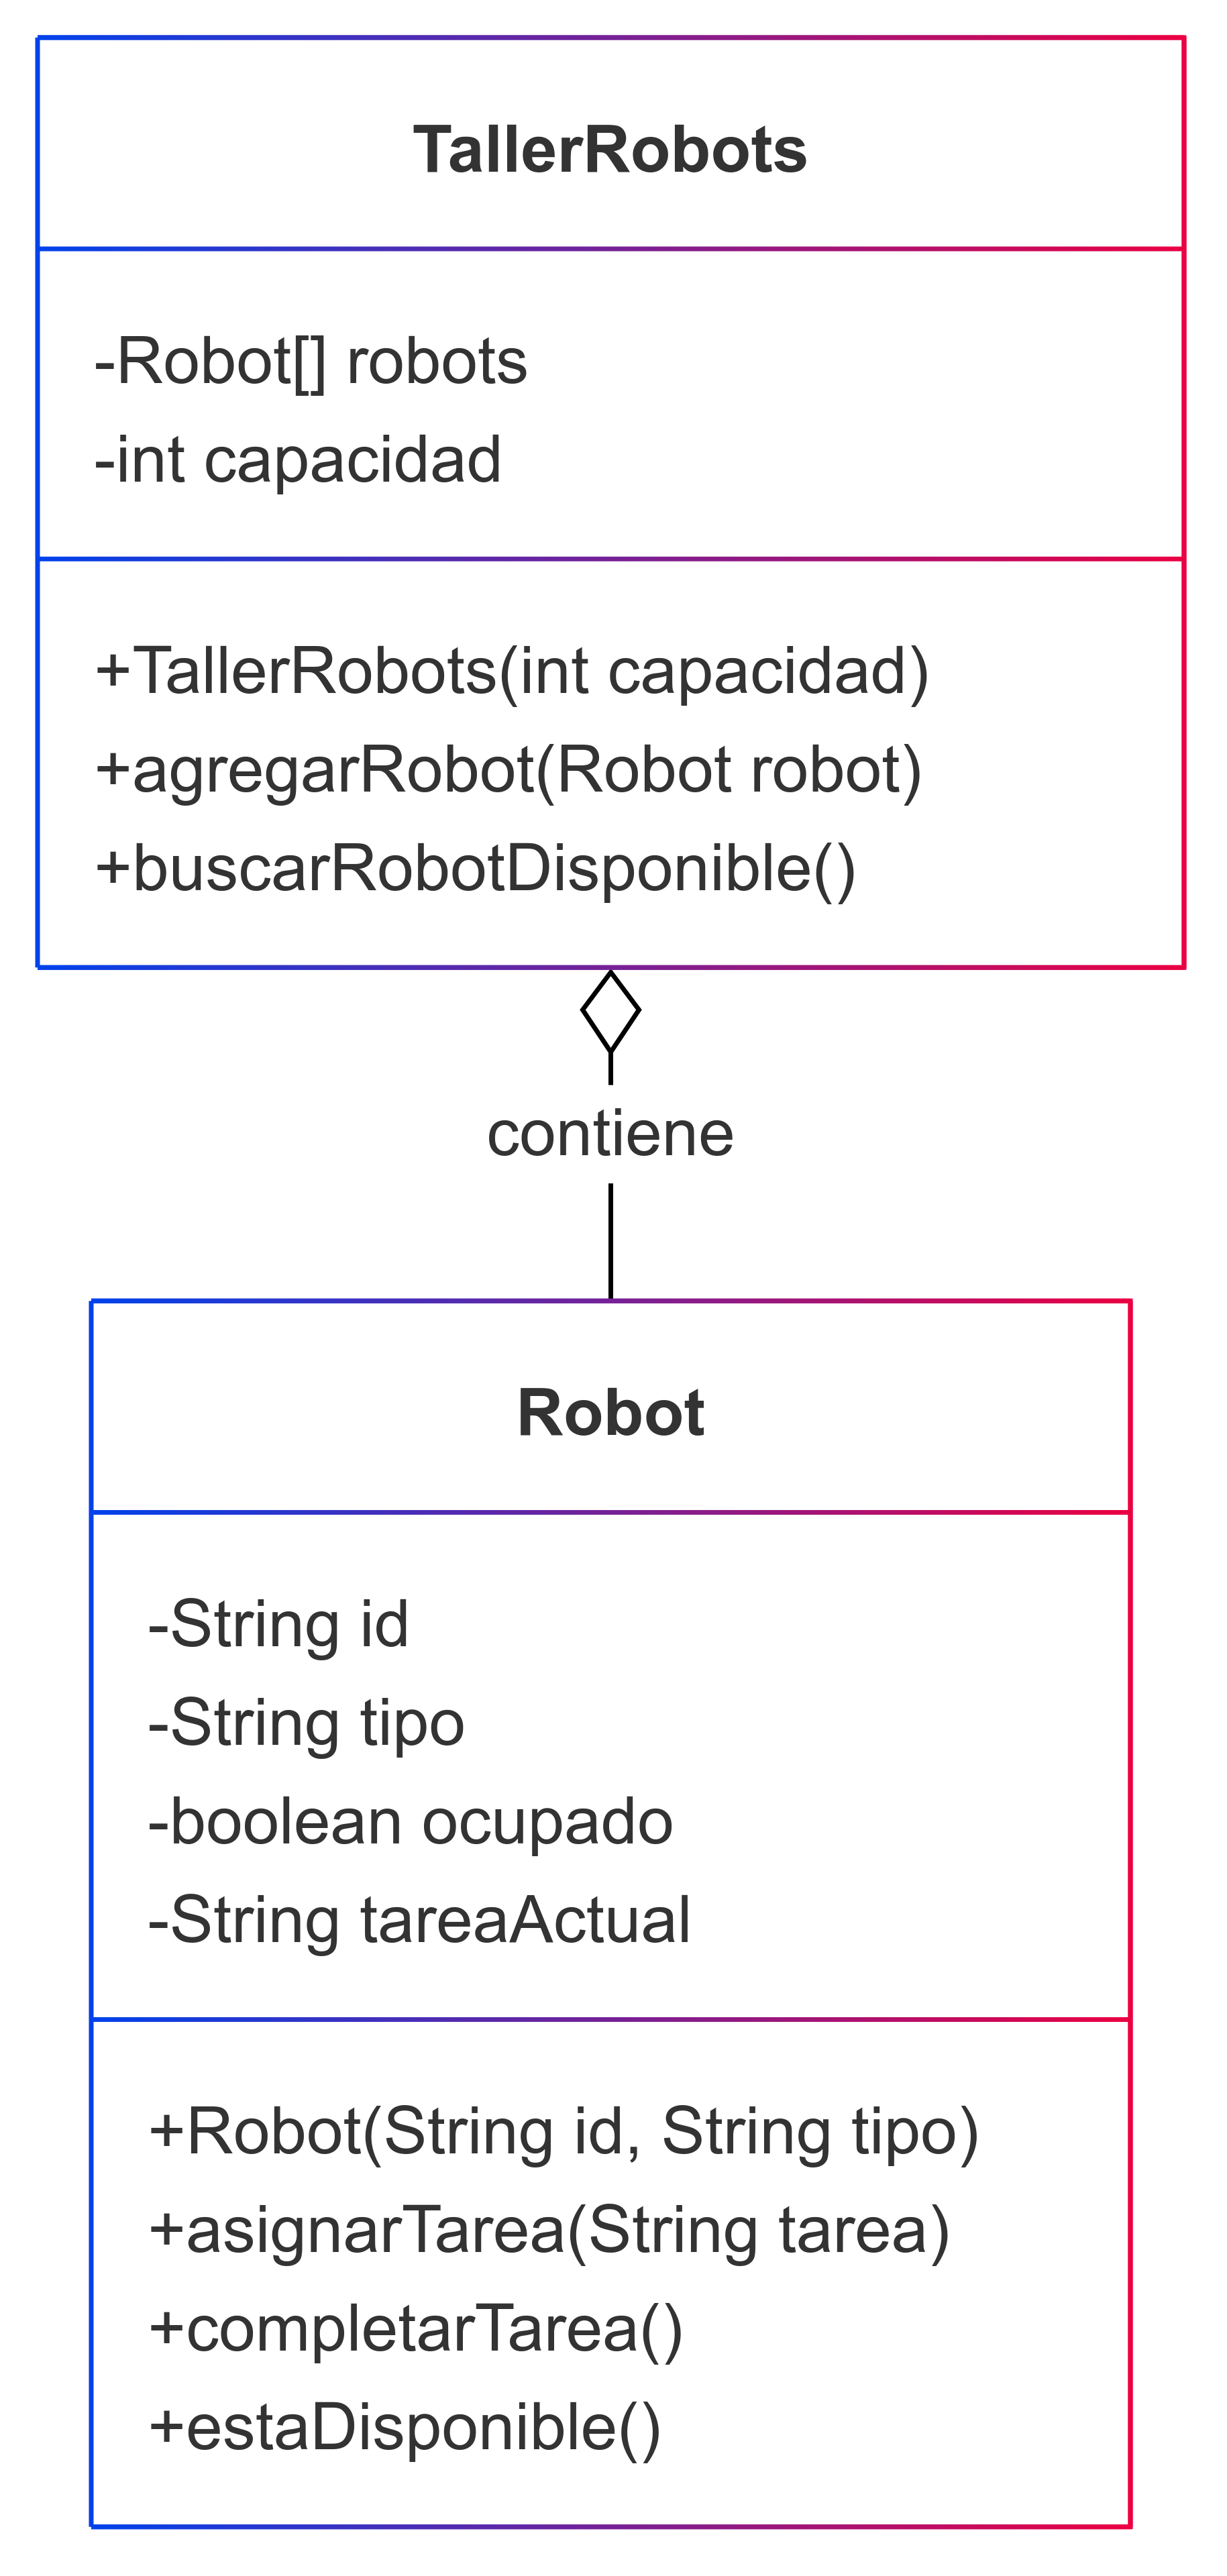 TallerRobots
-Robot[] robots
-int capacidad
+TallerRobots(int capacidad)
+agregarRobot(Robot robot)
+buscarRobotDisponible()
contiene
Robot
-String id
-String tipo
-boolean ocupado
-String tareaActual
+Robot(String id, String tipo)
+asignarTarea(String tarea)
+completarTarea()
+estaDisponible()